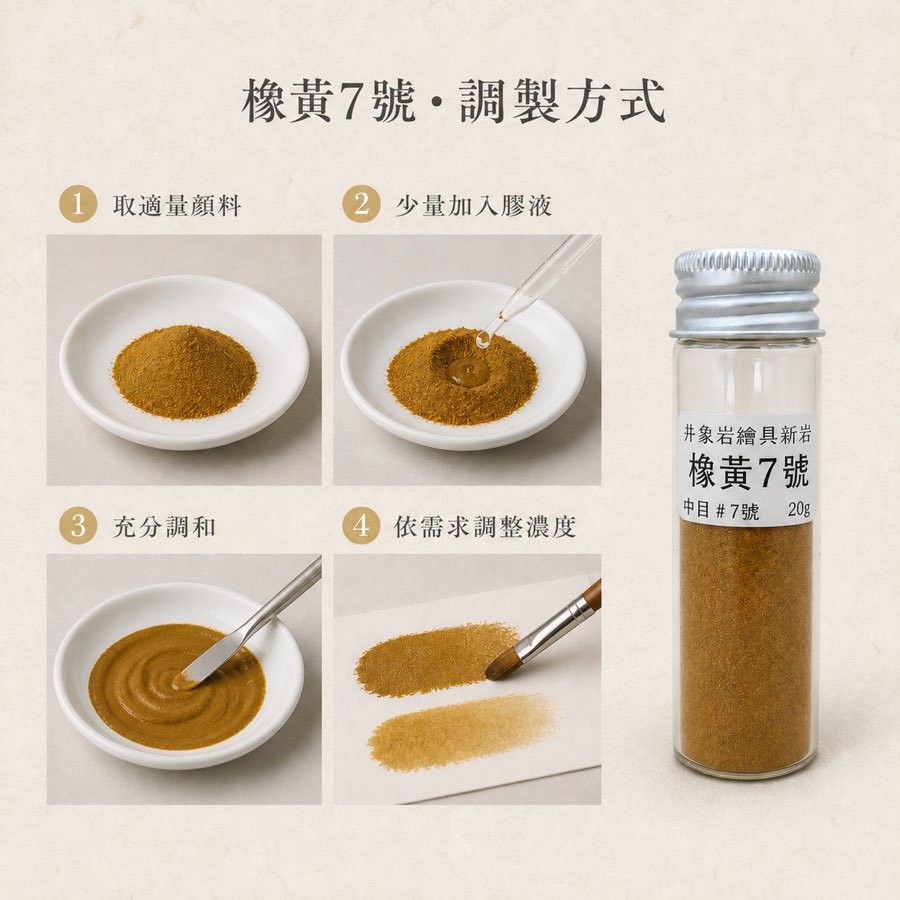 橡黃7號·調製方式
1 取適量顏料
2 少量加入膠液
3 充分調和
4 依需求調整濃度
井象岩繪具新岩
橡黃7號
中目#7號 20g